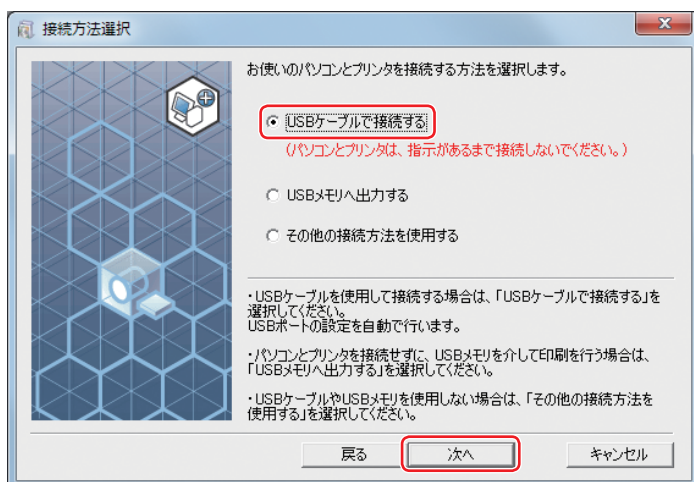 接続方法選択
お使いのパソコンとプリンタを接続する方法を選択します。
USBケーブルで接続する
(パソコンとプリンタは、指示があるまで接続しないでください。)
USBメモリへ出力する
その他の接続方法を使用する
・USBケーブルを使用して接続する場合は、「USBケーブルで接続する」を
選択してください。
USBポートの設定を自動で行います。
・パソコンとプリンタを接続せずに、USBメモリを介して印刷を行う場合は、
「USBメモリへ出力する」を選択してください。
・USBケーブルやUSBメモリを使用しない場合は、「その他の接続方法を
使用する」を選択してください。
戻る
次へ
キャンセル